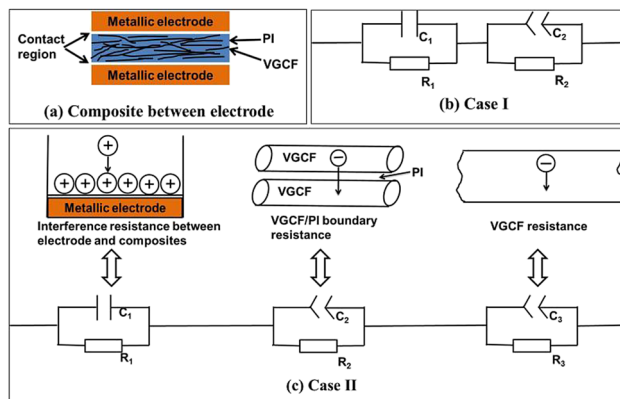 Metallic electrode
Contact
region
PI
VGCF
Metallic electrode
(a) Composite between electrode
C1
R1
C2
R2
(b) Case I
+
+ + + + + +
Metallic electrode
Interference resistance between
electrode and composites
VGCF
−
PI
VGCF
VGCF/PI boundary
resistance
−
VGCF resistance
C1
R1
C2
R2
C3
R3
(c) Case II